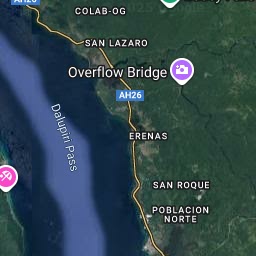 AH26
COLAB-OG
SAN LAZARO
Overflow Bridge
AH26
Dalupiri Pass
ERENAS
SAN ROQUE
POBLACION
NORTE